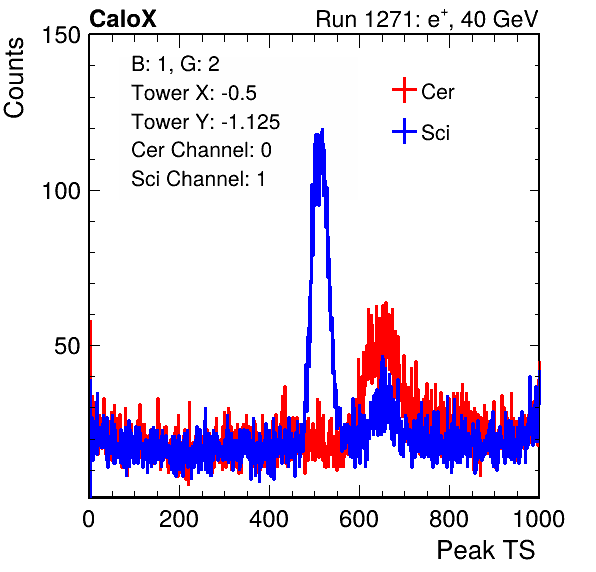 CaloX Run 1271: e⁺, 40 GeV
Counts
150
100
50
B: 1, G: 2
Tower X: -0.5
Tower Y: -1.125
Cer Channel: 0
Sci Channel: 1
Cer
Sci
0 200 400 600 800 1000
Peak TS